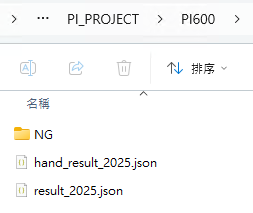 > ··· PI_PROJECT > PI600 >
排序
名稱
NG
hand_result_2025.json
result_2025.json